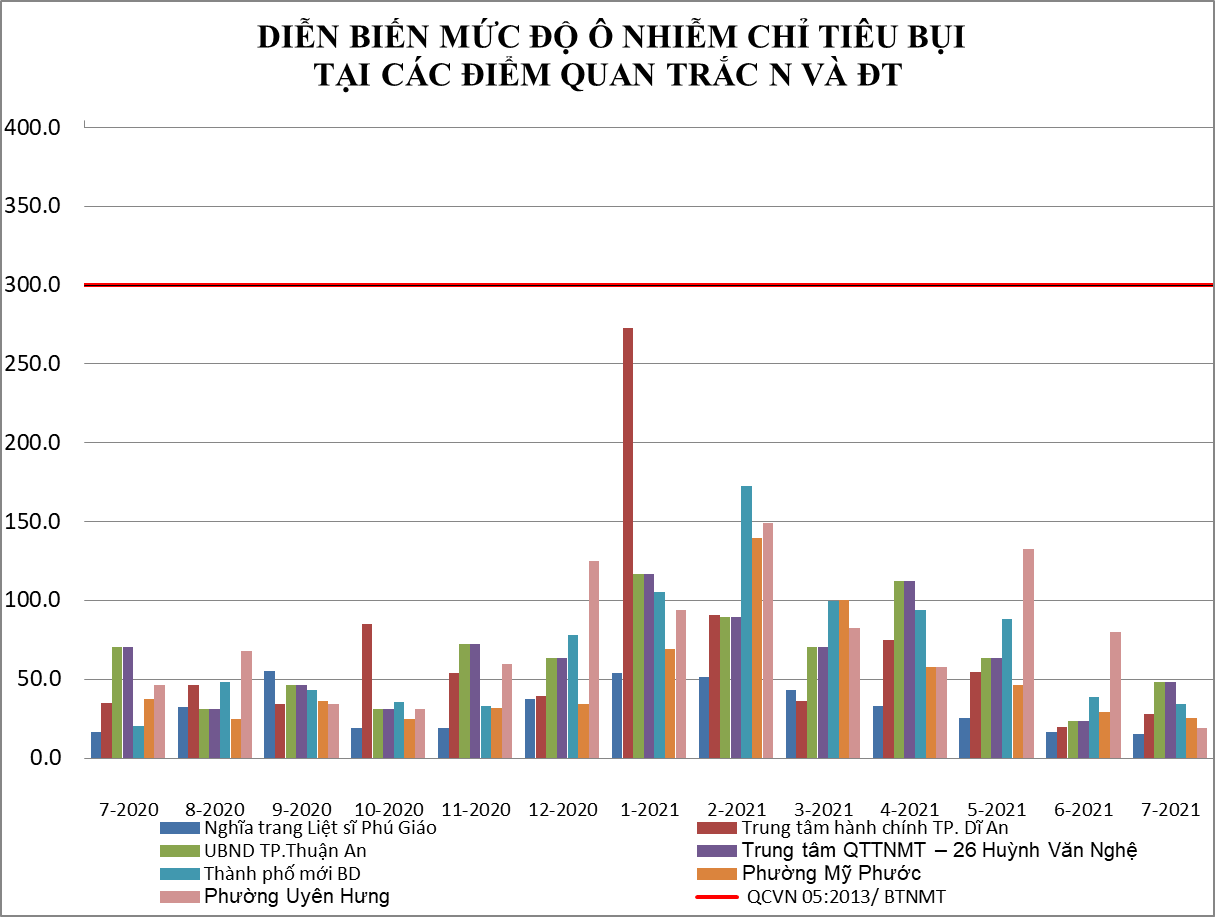 DIỄN BIẾN MỨC ĐỘ Ô NHIỄM CHỈ TIÊU BỤI
TẠI CÁC ĐIỂM QUAN TRẮC N VÀ ĐT
400.0
350.0
300.0
250.0
200.0
150.0
100.0
50.0
0.0
7-2020 8-2020 9-2020 10-2020 11-2020 12-2020 1-2021 2-2021 3-2021 4-2021 5-2021 6-2021 7-2021
Nghĩa trang Liệt sĩ Phú Giáo
Trung tâm hành chính TP. Dĩ An
UBND TP.Thuận An
Trung tâm QTTNMT – 26 Huỳnh Văn Nghệ
Thành phố mới BD
Phường Mỹ Phước
Phường Uyên Hưng
QCVN 05:2013/ BTNMT